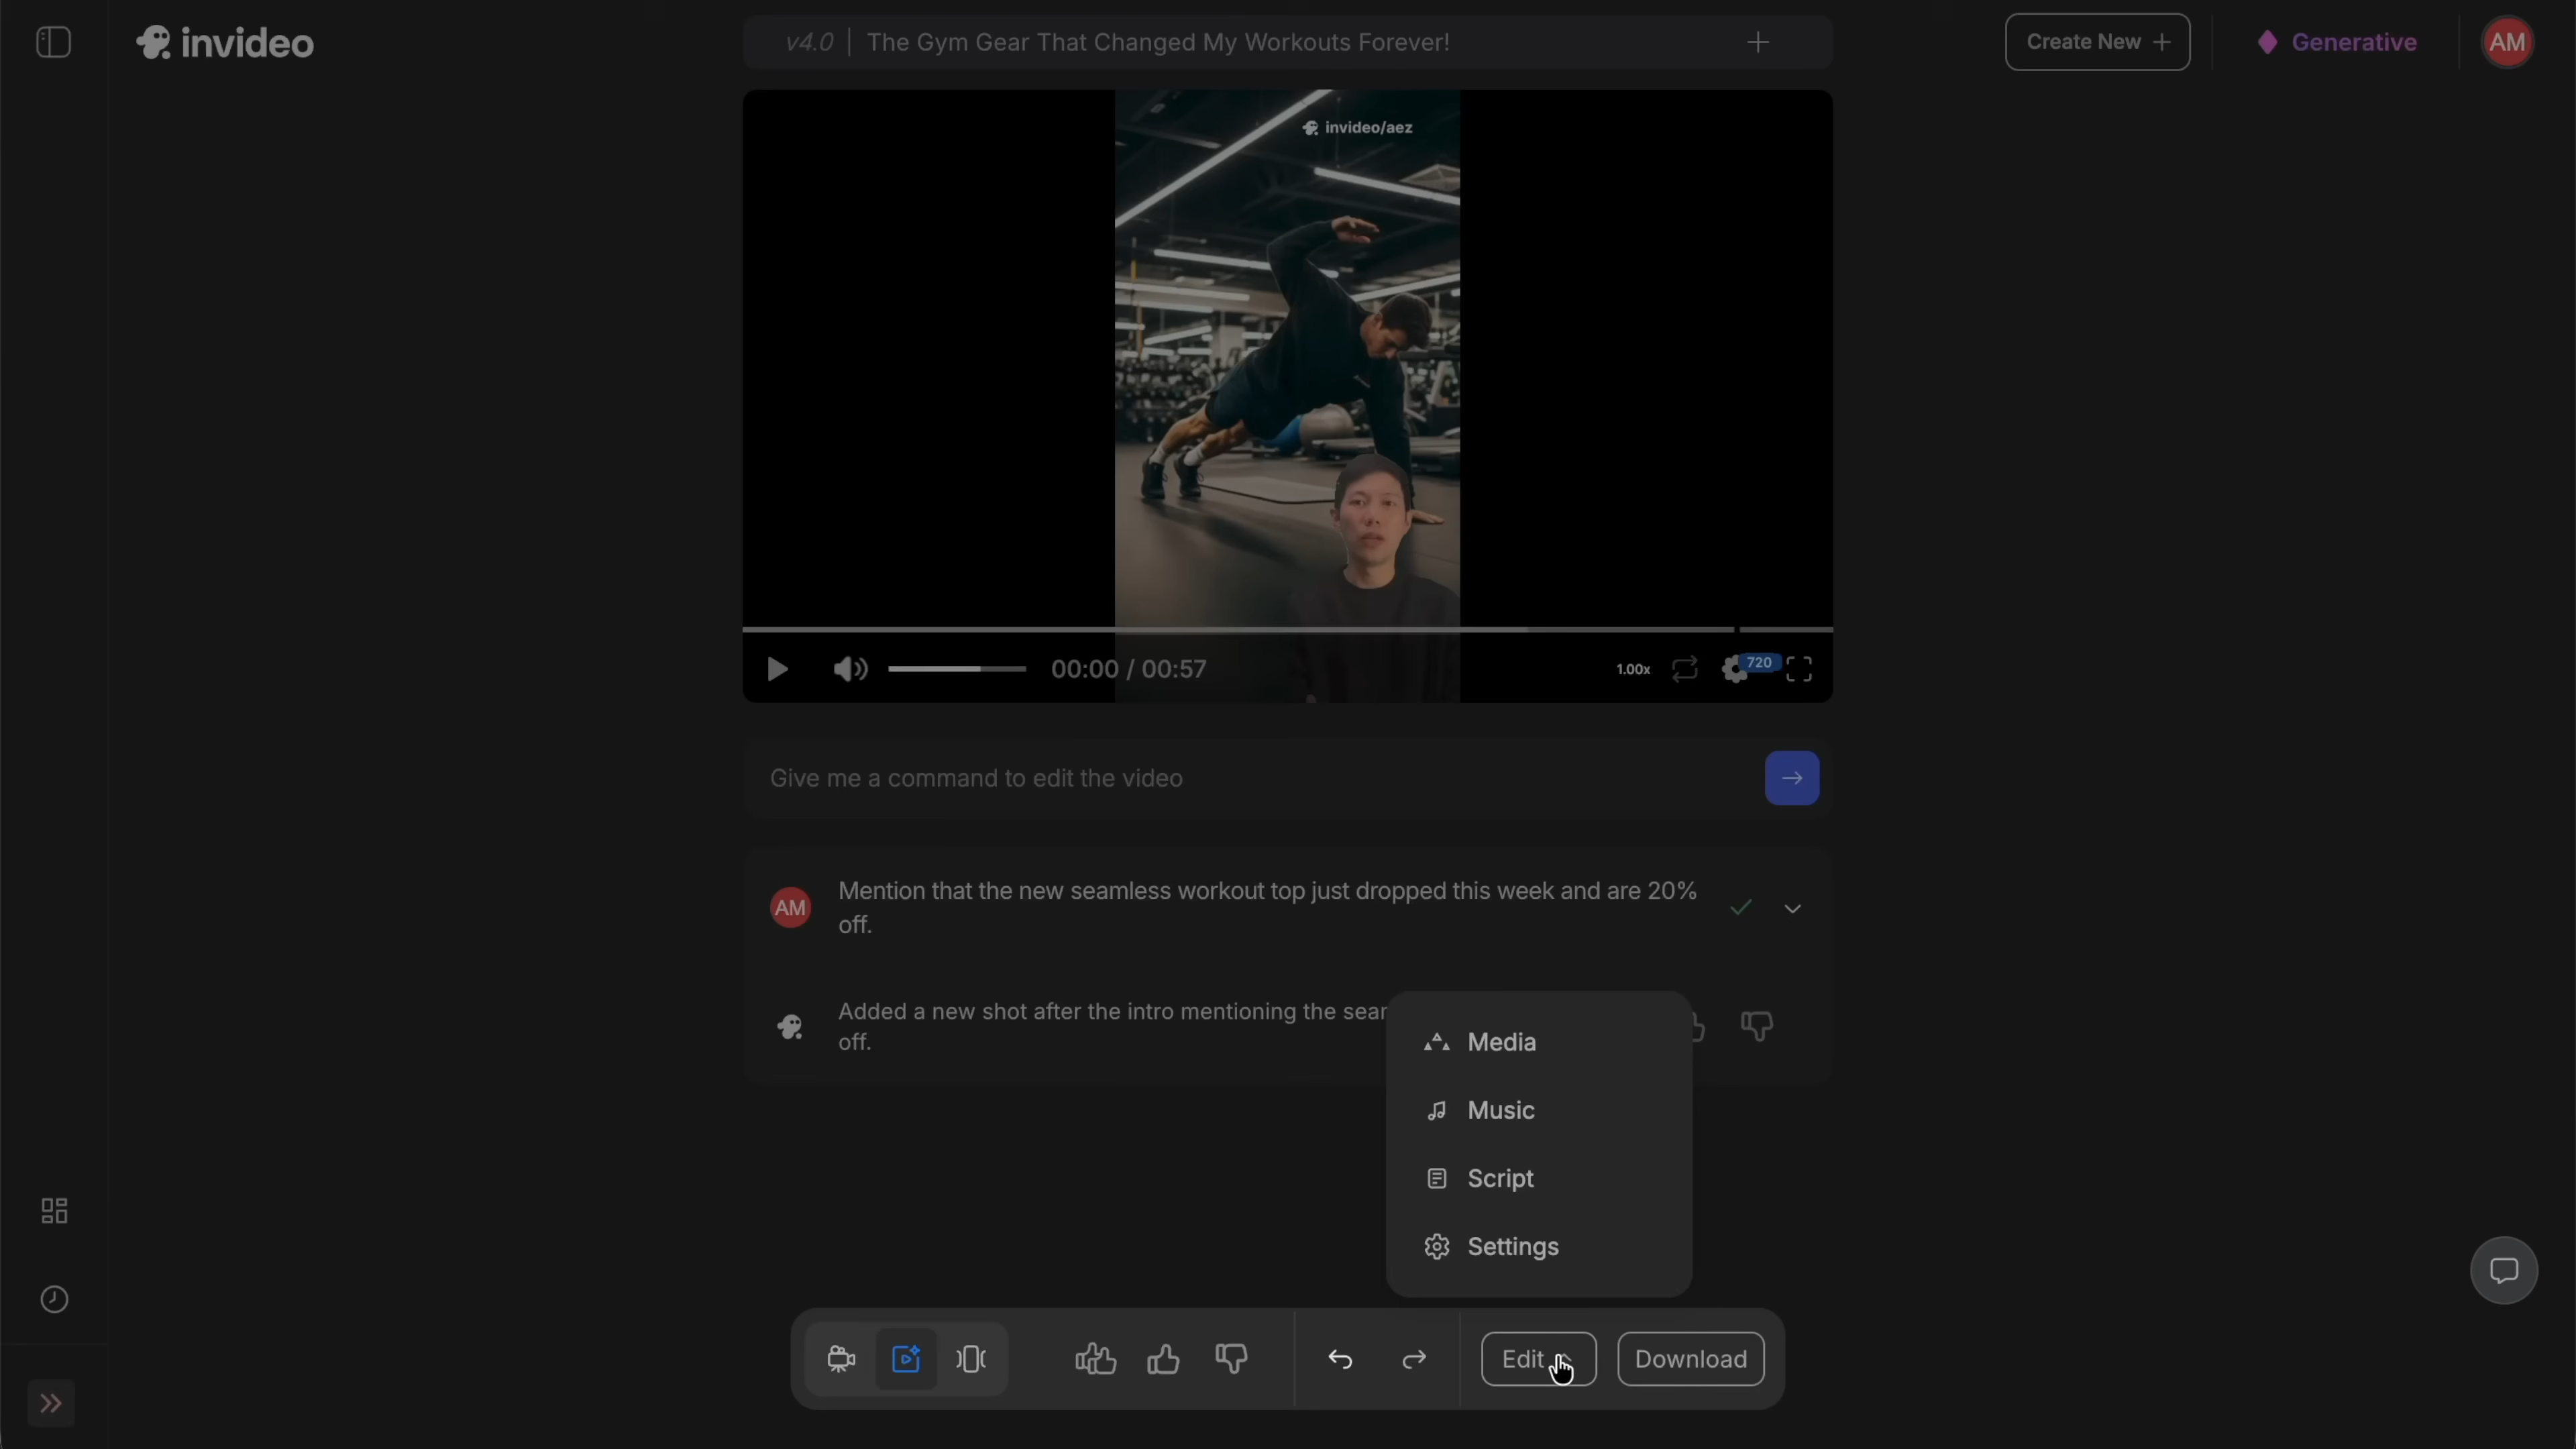 invideo
v4.0 | The Gym Gear That Changed My Workouts Forever!
Create New +
Generative
AM
invideo/aez
00:00 / 00:57
1.00x
720
Give me a command to edit the video
AM
Mention that the new seamless workout top just dropped this week and are 20%
off.
Added a new shot after the intro mentioning the
off.
Media
Music
Script
Settings
Edit
Download